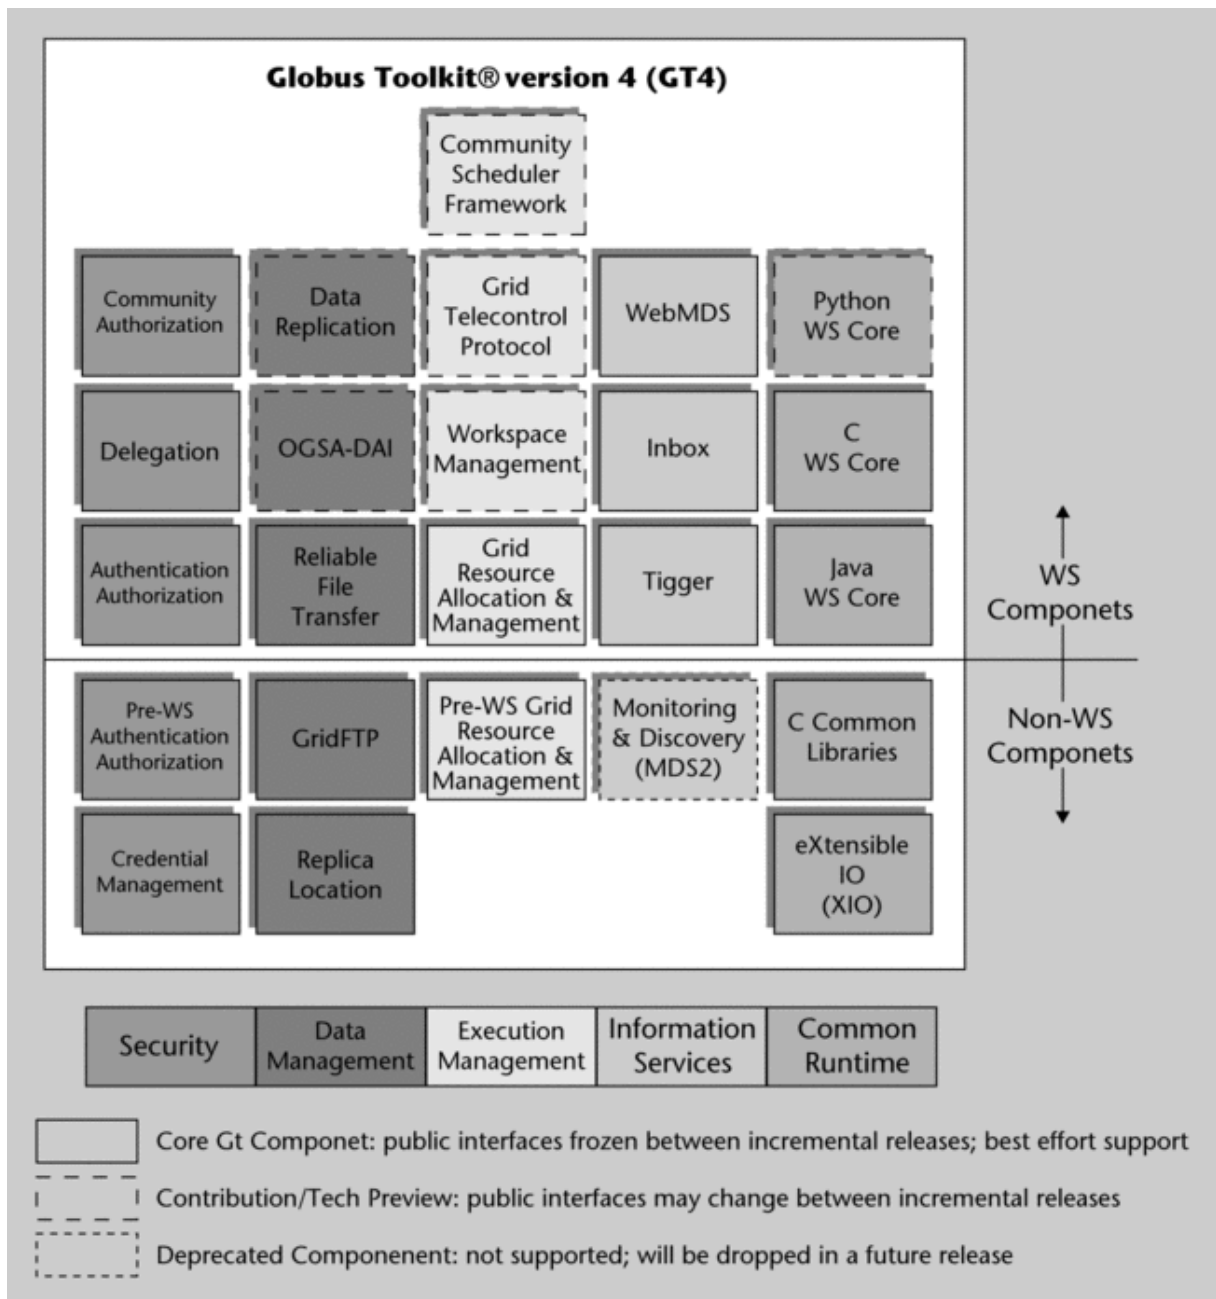 Globus Toolkit® version 4 (GT4)
Community
Scheduler
Framework
Community
Authorization
Data
Replication
Grid
Telecontrol
Protocol
WebMDS
Python
WS Core
Delegation
OGSA-DAI
Workspace
Management
Inbox
C
WS Core
Authentication
Authorization
Reliable
File
Transfer
Grid
Resource
Allocation &
Management
Tigger
Java
WS Core
WS
Componets
Pre-WS
Authentication
Authorization
GridFTP
Pre-WS Grid
Resource
Allocation &
Management
Monitoring
& Discovery
(MDS2)
C Common
Libraries
Non-WS
Componets
Credential
Management
Replica
Location
eXtensible
IO
(XIO)
Security
Data
Management
Execution
Management
Information
Services
Common
Runtime
Core Gt Componet: public interfaces frozen between incremental releases; best effort support
Contribution/Tech Preview: public interfaces may change between incremental releases
Deprecated Componenent: not supported; will be dropped in a future release